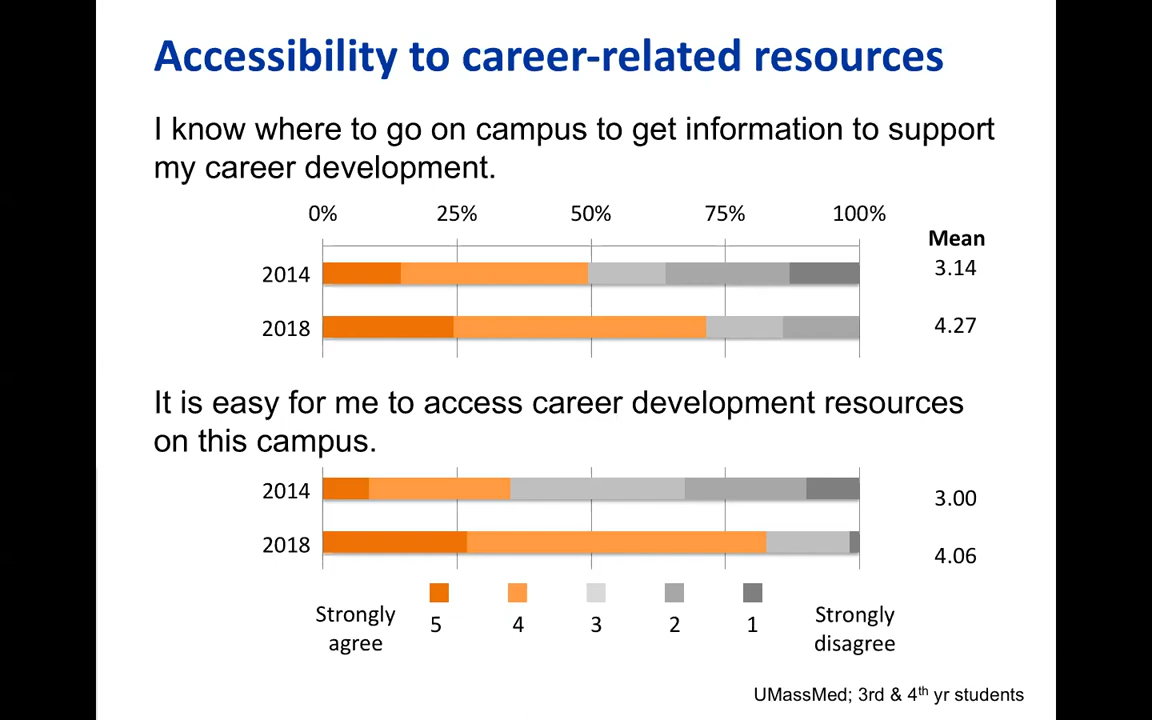 Accessibility to career-related resources
I know where to go on campus to get information to support
my career development.
0% 25% 50% 75% 100%
Mean
2014 3.14
2018 4.27
It is easy for me to access career development resources
on this campus.
2014 3.00
2018 4.06
Strongly agree 5 4 3 2 1 Strongly disagree
UMassMed; 3rd & 4th yr students